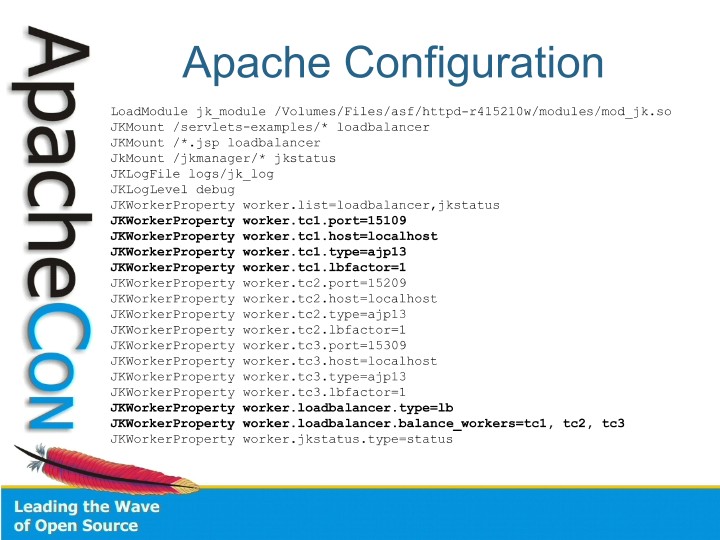 ApacheCon
Apache Configuration
LoadModule jk_module /Volumes/Files/asf/httpd-r415210w/modules/mod_jk.so
JKMount /servlets-examples/* loadbalancer
JKMount /*.jsp loadbalancer
JkMount /jkmanager/* jkstatus
JKLogFile logs/jk_log
JKLogLevel debug
JKWorkerProperty worker.list=loadbalancer,jkstatus
JKWorkerProperty worker.tc1.port=15109
JKWorkerProperty worker.tc1.host=localhost
JKWorkerProperty worker.tc1.type=ajp13
JKWorkerProperty worker.tc1.lbfactor=1
JKWorkerProperty worker.tc2.port=15209
JKWorkerProperty worker.tc2.host=localhost
JKWorkerProperty worker.tc2.type=ajp13
JKWorkerProperty worker.tc2.lbfactor=1
JKWorkerProperty worker.tc3.port=15309
JKWorkerProperty worker.tc3.host=localhost
JKWorkerProperty worker.tc3.type=ajp13
JKWorkerProperty worker.tc3.lbfactor=1
JKWorkerProperty worker.loadbalancer.type=lb
JKWorkerProperty worker.loadbalancer.balance_workers=tc1, tc2, tc3
JKWorkerProperty worker.jkstatus.type=status
Leading the Wave
of Open Source